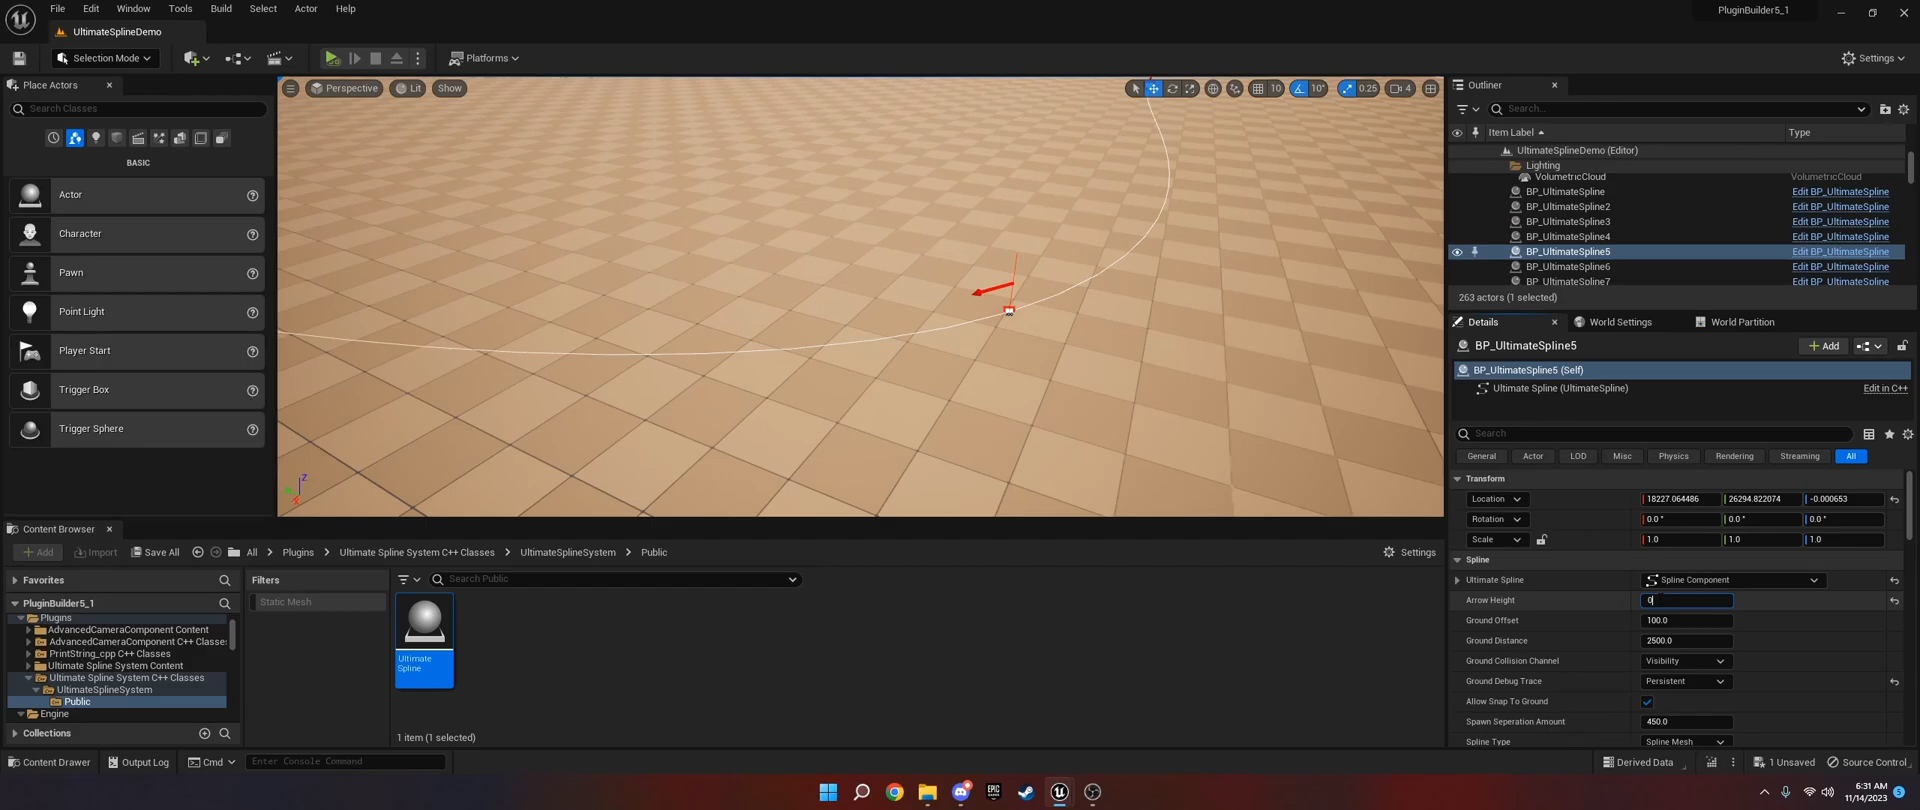 File Edit Window Tools Build Select Actor Help
PluginBuilder5_1
UltimateSplineDemo
Selection Mode
Platforms
Settings
Place Actors
Search Classes
BASIC
Actor
Character
Pawn
Point Light
Player Start
Trigger Box
Trigger Sphere
Perspective
Lit
Show
10
10°
0.25
4
Z
Outliner
Search...
Item Label
Type
UltimateSplineDemo (Editor)
Lighting
VolumetricCloud VolumetricCloud
BP_UltimateSpline Edit BP_UltimateSpline
BP_UltimateSpline2 Edit BP_UltimateSpline
BP_UltimateSpline3 Edit BP_UltimateSpline
BP_UltimateSpline4 Edit BP_UltimateSpline
BP_UltimateSpline5 Edit BP_UltimateSpline
BP_UltimateSpline6 Edit BP_UltimateSpline
BP_UltimateSpline7 Edit BP_UltimateSpline
263 actors (1 selected)
Details
World Settings
World Partition
BP_UltimateSpline5
Add
BP_UltimateSpline5 (Self)
Ultimate Spline (UltimateSpline) Edit in C++
Search
General Actor LOD Misc Physics Rendering Streaming All
Transform
Location 18227.064486 26294.822074 -0.000653
Rotation 0.0 ° 0.0 ° 0.0 °
Scale 1.0 1.0 1.0
Spline
Ultimate Spline Spline Component
Arrow Height 0
Ground Offset 100.0
Ground Distance 2500.0
Ground Collision Channel Visibility
Ground Debug Trace Persistent
Allow Snap To Ground
Spawn Seperation Amount 450.0
Spline Type Spline Mesh
Content Browser
Add
Import
Save All
All
Plugins
Ultimate Spline System C++ Classes
UltimateSplineSystem
Public
Settings
Favorites
PluginBuilder5_1
Plugins
AdvancedCameraComponent Content
AdvancedCameraComponent C++ Classes
PrintString_cpp C++ Classes
Ultimate Spline System Content
Ultimate Spline System C++ Classes
UltimateSplineSystem
Public
Engine
Collections
Filters
Static Mesh
Search Public
Ultimate
Spline
1 item (1 selected)
Content Drawer
Output Log
Cmd
Enter Console Command
Derived Data
1 Unsaved
Source Control
EPIC
6:31 AM
11/14/2023
5